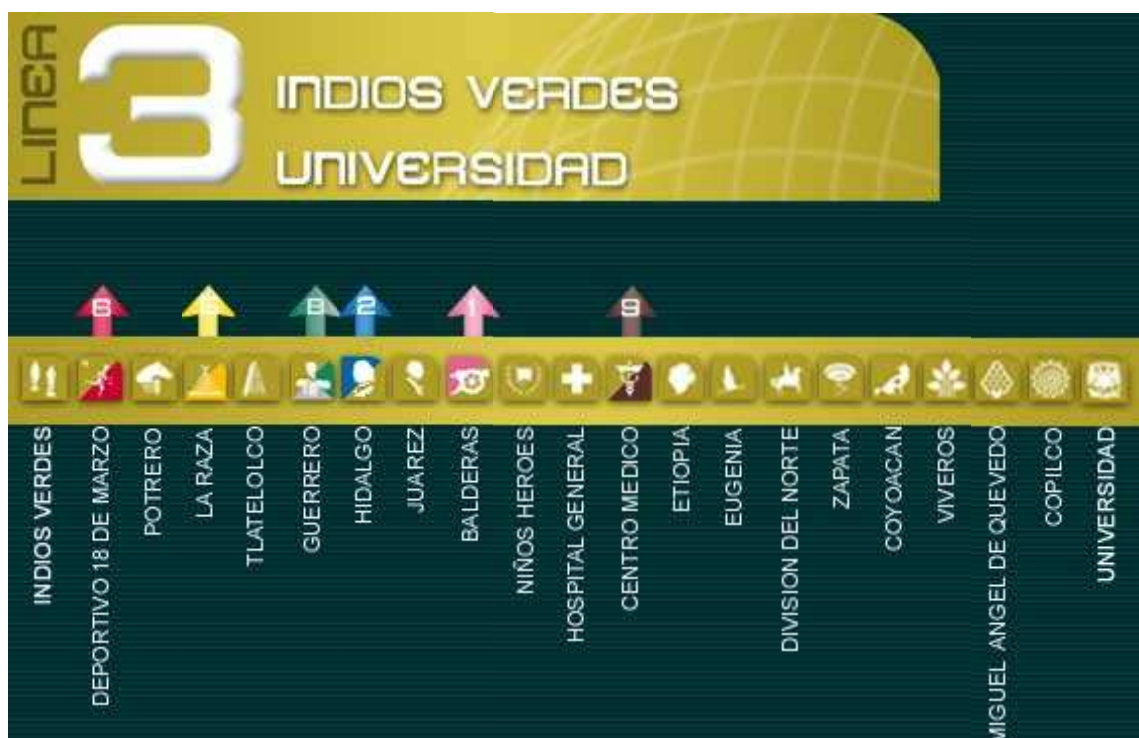 LINEA
3
INDIOS VERDES
UNIVERSIDAD
6
5
B
2
1
9
INDIOS VERDES
DEPORTIVO 18 DE MARZO
POTRERO
LA RAZA
TLATELOLCO
GUERRERO
HIDALGO
JUAREZ
BALDERAS
NIÑOS HEROES
HOSPITAL GENERAL
CENTRO MEDICO
ETIOPIA
EUGENIA
DIVISION DEL NORTE
ZAPATA
COYOACAN
VIVEROS
MIGUEL ANGEL DE QUEVEDO
COPILCO
UNIVERSIDAD